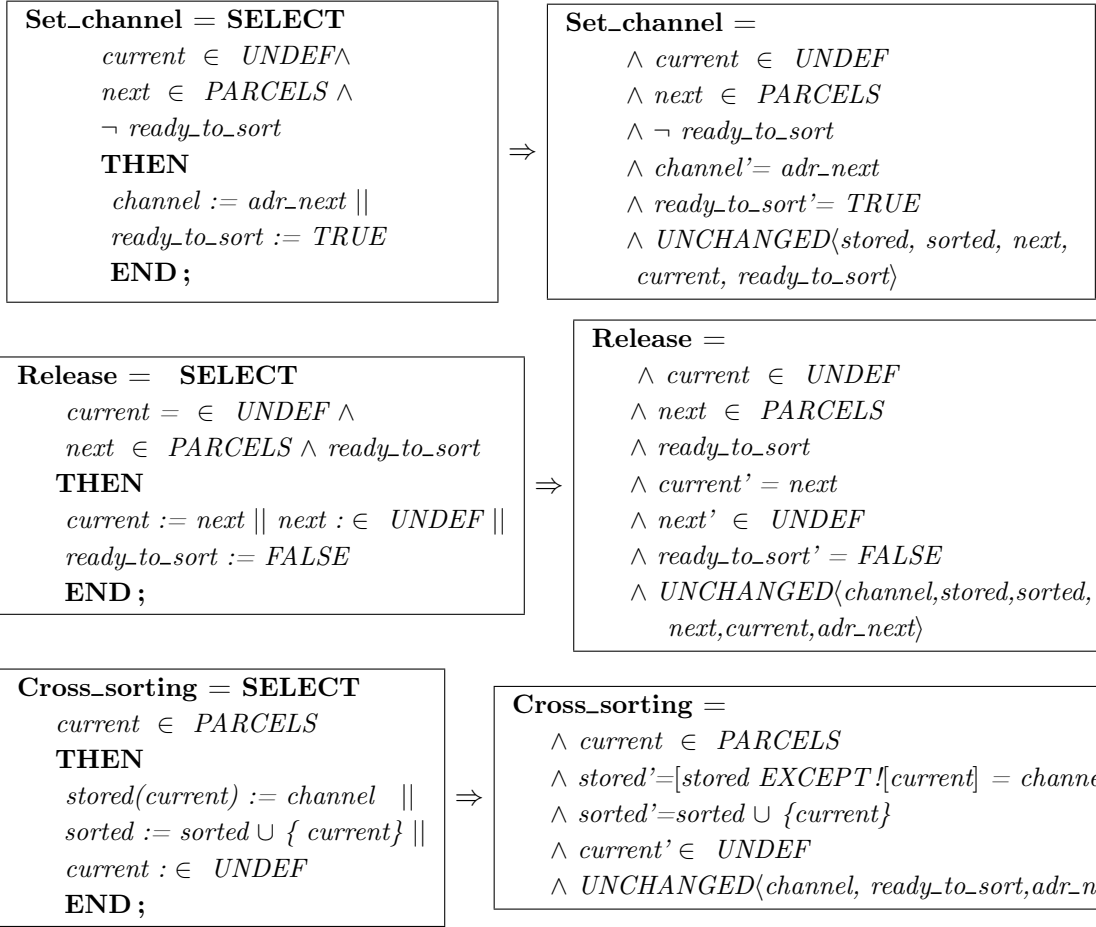 Set_channel = SELECT
current ∈ UNDEF∧
next ∈ PARCELS ∧
¬ ready_to_sort
THEN
channel := adr_next ||
ready_to_sort := TRUE
END ;
⇒
Set_channel =
∧ current ∈ UNDEF
∧ next ∈ PARCELS
∧ ¬ ready_to_sort
∧ channel'= adr_next
∧ ready_to_sort'= TRUE
∧ UNCHANGED⟨stored, sorted, next,
current, ready_to_sort⟩
Release = SELECT
current = ∈ UNDEF ∧
next ∈ PARCELS ∧ ready_to_sort
THEN
current := next || next : ∈ UNDEF ||
ready_to_sort := FALSE
END ;
⇒
Release =
∧ current ∈ UNDEF
∧ next ∈ PARCELS
∧ ready_to_sort
∧ current' = next
∧ next' ∈ UNDEF
∧ ready_to_sort' = FALSE
∧ UNCHANGED⟨channel,stored,sorted,
next,current,adr_next⟩
Cross_sorting = SELECT
current ∈ PARCELS
THEN
stored(current) := channel ||
sorted := sorted ∪ { current} ||
current : ∈ UNDEF
END ;
⇒
Cross_sorting =
∧ current ∈ PARCELS
∧ stored'=[stored EXCEPT ![current] = channe
∧ sorted'=sorted ∪ {current}
∧ current' ∈ UNDEF
∧ UNCHANGED⟨channel, ready_to_sort,adr_n